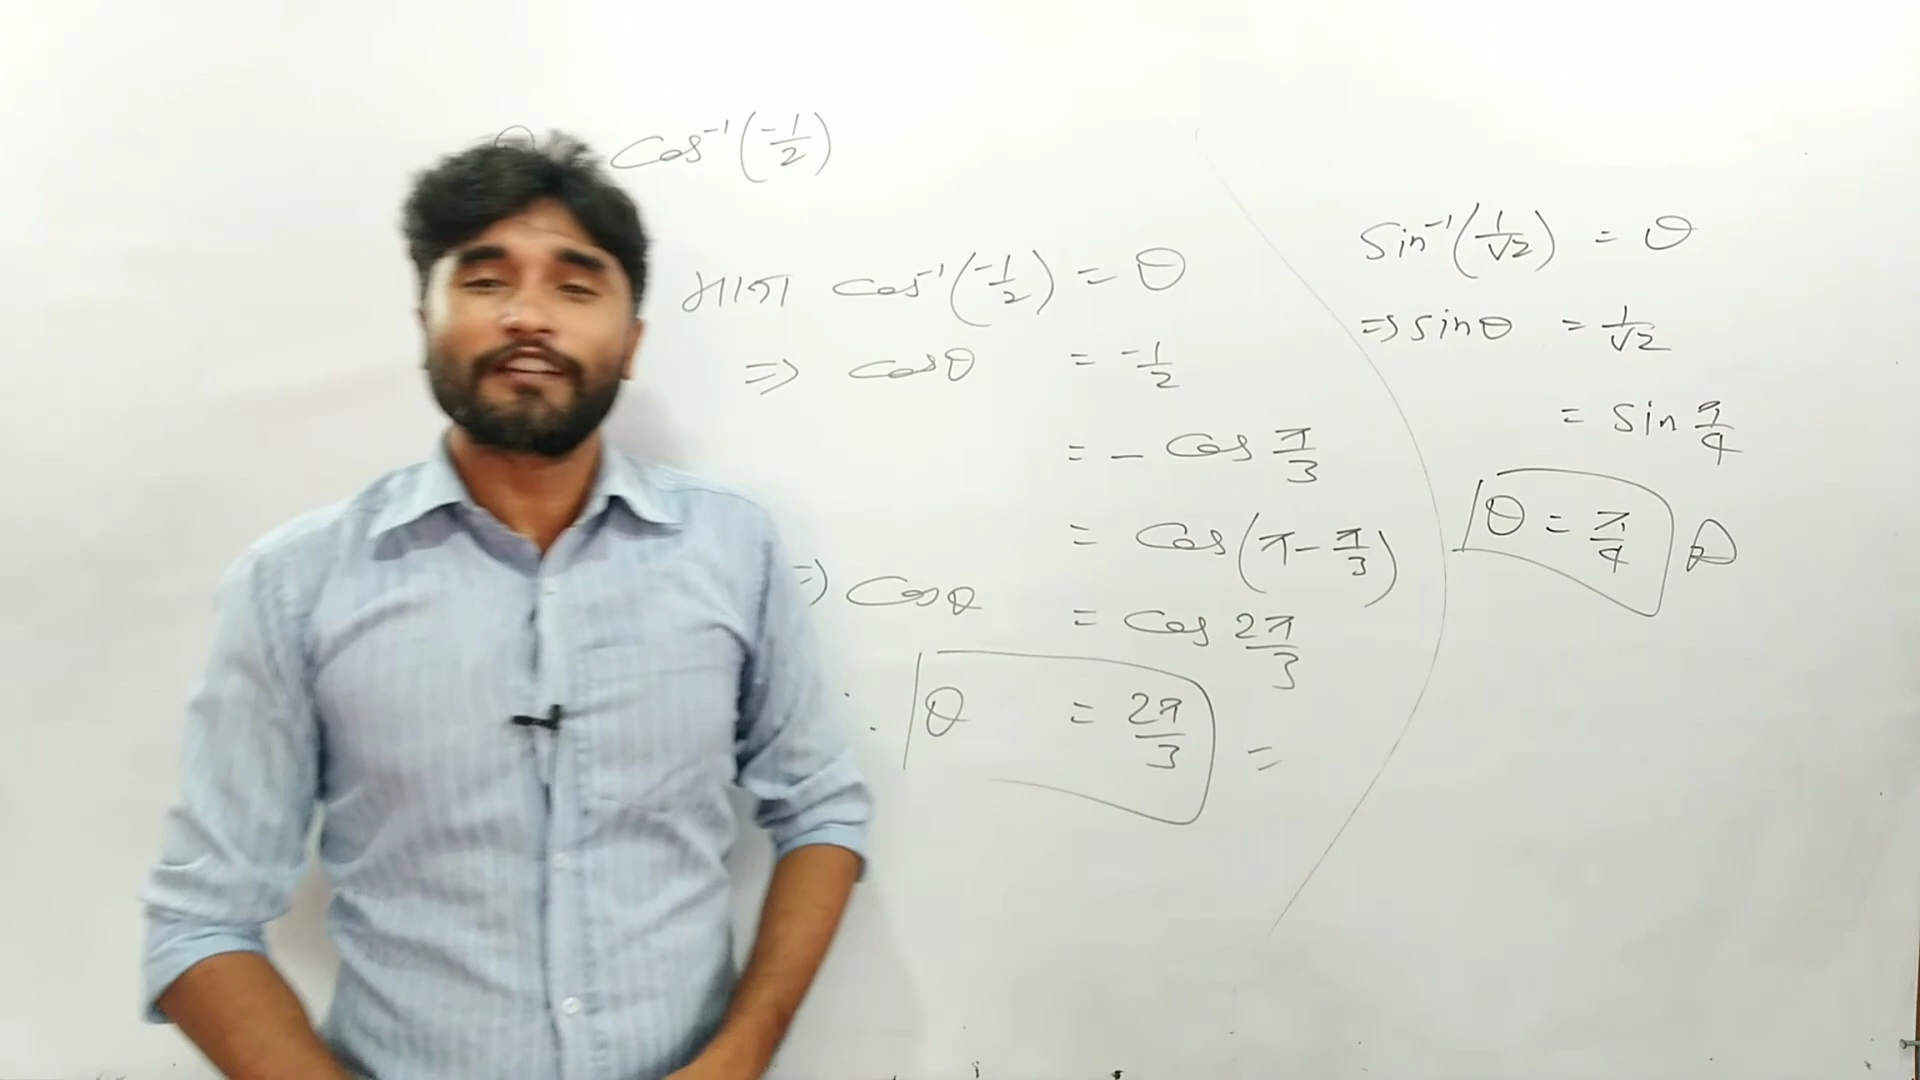 cos⁻¹(-1/2)
माना cos⁻¹(-1/2) = θ
⇒ cosθ = -1/2
= - cos π/3
= cos(π - π/3)
⇒ cosθ = cos 2π/3
∴ θ = 2π/3 =
sin⁻¹(1/√2) = θ
⇒ sinθ = 1/√2
= sin π/4
θ = π/4